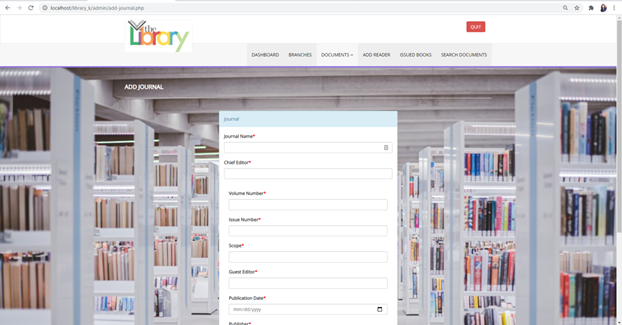 localhost/library_k/admin/add-journal.php
the
Library
QUIT
DASHBOARD BRANCHES DOCUMENTS ADD READER ISSUED BOOKS SEARCH DOCUMENTS
ADD JOURNAL
Journal
Journal Name*
Chief Editor*
Volume Number*
Issue Number*
Scope*
Guest Editor*
Publication Date*
mm/dd/yyyy
Publisher*